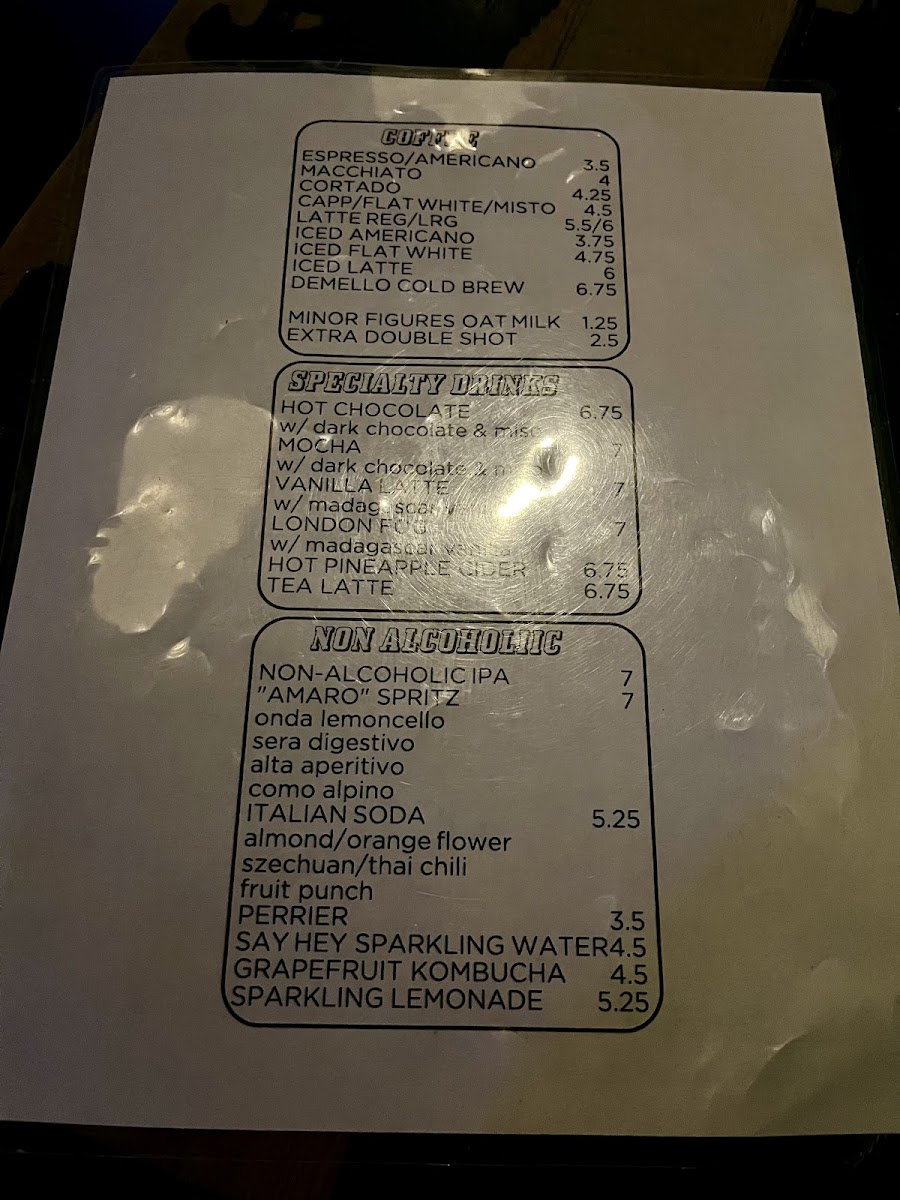 COFFEE
ESPRESSO/AMERICANO 3.5
MACCHIATO 4
CORTADO 4.25
CAPP/FLAT WHITE/MISTO 4.5
LATTE REG/LRG 5.5/6
ICED AMERICANO 3.75
ICED FLAT WHITE 4.75
ICED LATTE 6
DEMELLO COLD BREW 6.75
MINOR FIGURES OAT MILK 1.25
EXTRA DOUBLE SHOT 2.5
SPECIALTY DRINKS
HOT CHOCOLATE 6.75
w/ dark chocolate & miso
MOCHA 7
w/ dark chocolate &
VANILLA LATTE 7
w/ madagascar
LONDON FOG 7
w/ madagascar vanilla
HOT PINEAPPLE CIDER 6.75
TEA LATTE 6.75
NON ALCOHOLIIC
NON-ALCOHOLIC IPA 7
"AMARO" SPRITZ 7
onda lemoncello
sera digestivo
alta aperitivo
como alpino
ITALIAN SODA 5.25
almond/orange flower
szechuan/thai chili
fruit punch
PERRIER 3.5
SAY HEY SPARKLING WATER 4.5
GRAPEFRUIT KOMBUCHA 4.5
SPARKLING LEMONADE 5.25